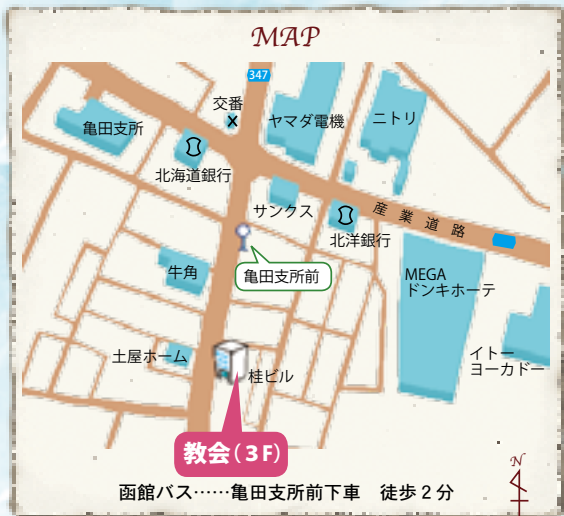 MAP
347
交番
亀田支所
ヤマダ電機
ニトリ
北海道銀行
サンクス
北洋銀行
産業道路
亀田支所前
牛角
MEGA
ドンキホーテ
土屋ホーム
桂ビル
イトー
ヨーカドー
教会(3F)
函館バス……亀田支所前下車 徒歩2分
N